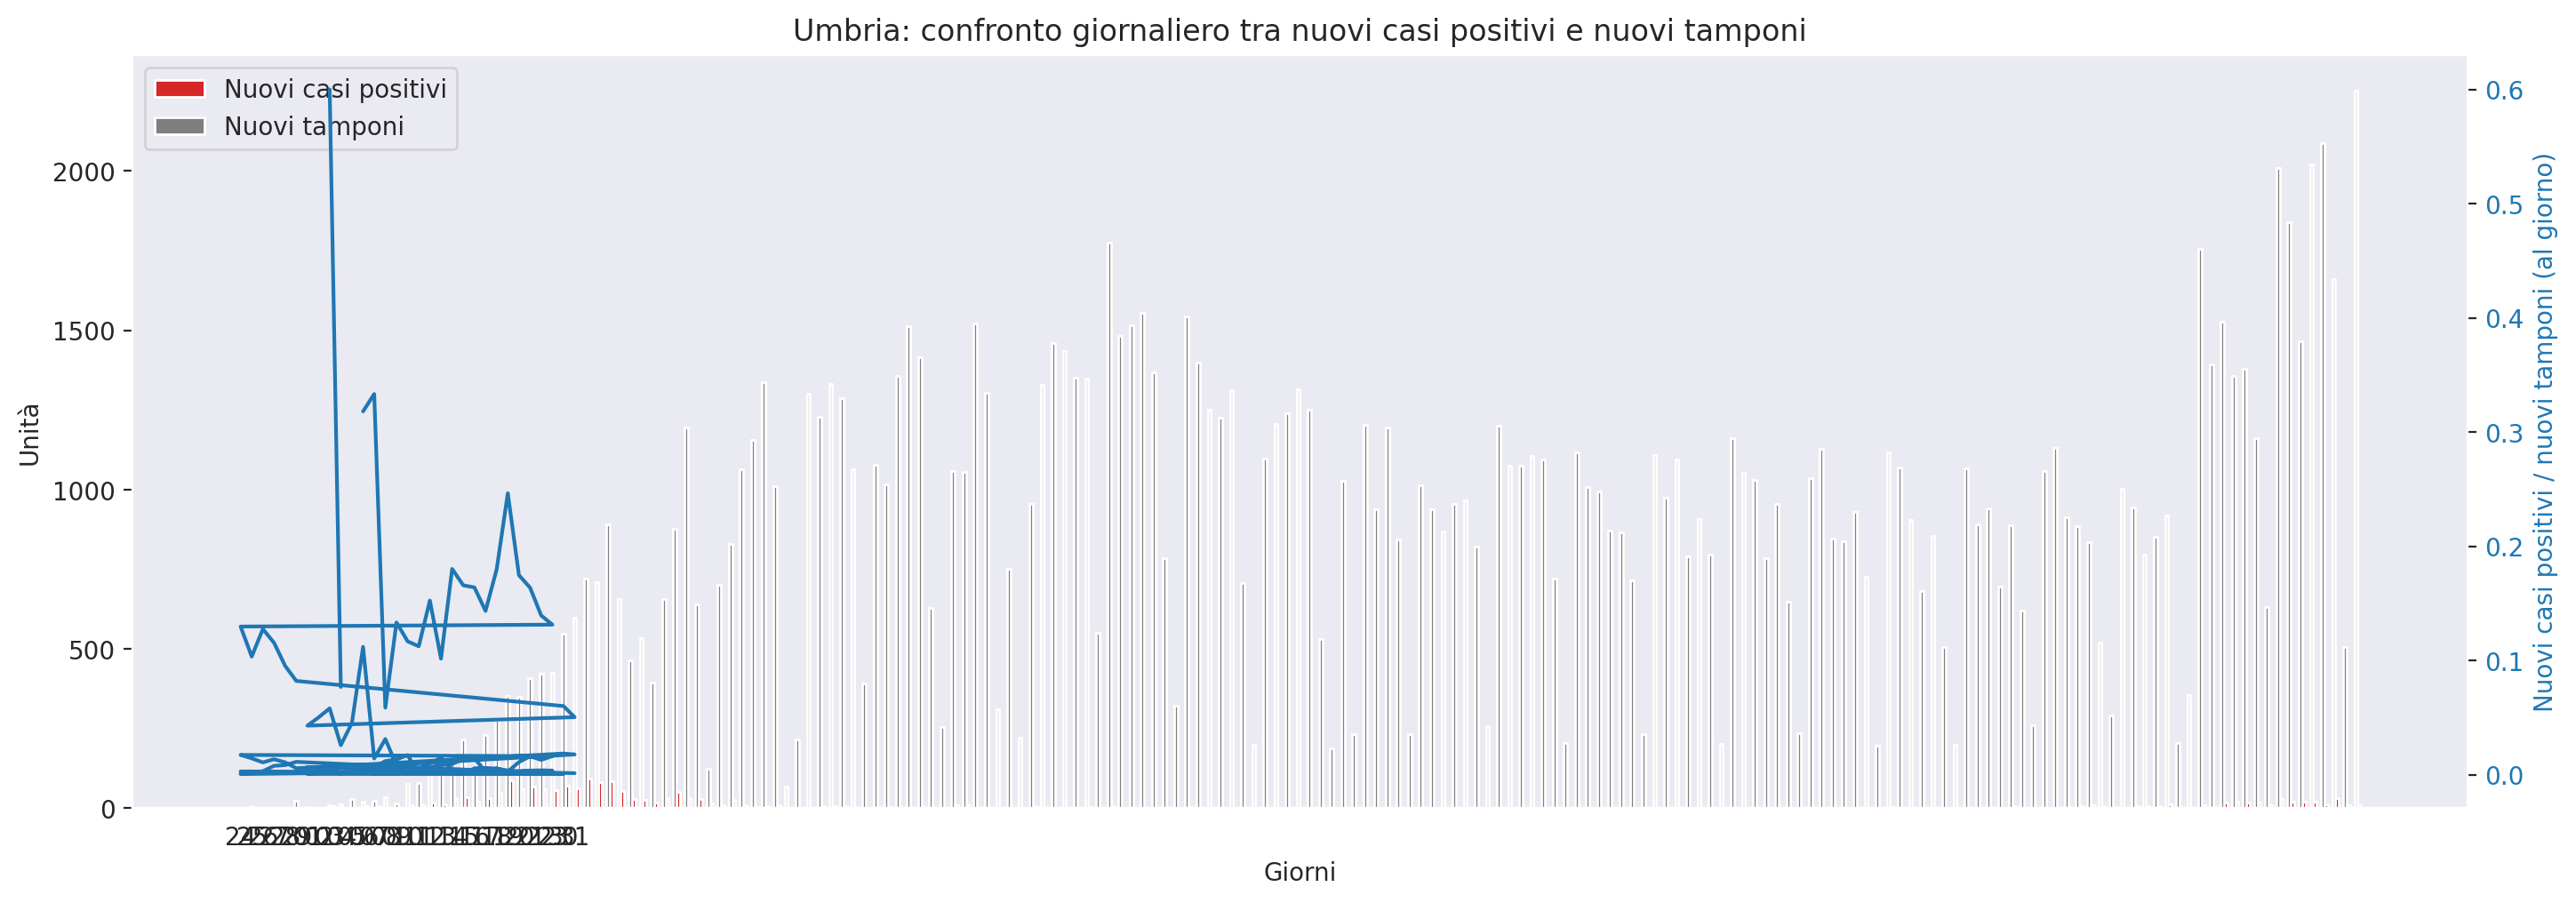 Umbria: confronto giornaliero tra nuovi casi positivi e nuovi tamponi
Nuovi casi positivi
Nuovi tamponi
2000
1500
1000
500
0
Unità
0.6
0.5
0.4
0.3
0.2
0.1
0.0
Nuovi casi positivi / nuovi tamponi (al giorno)
Giorni